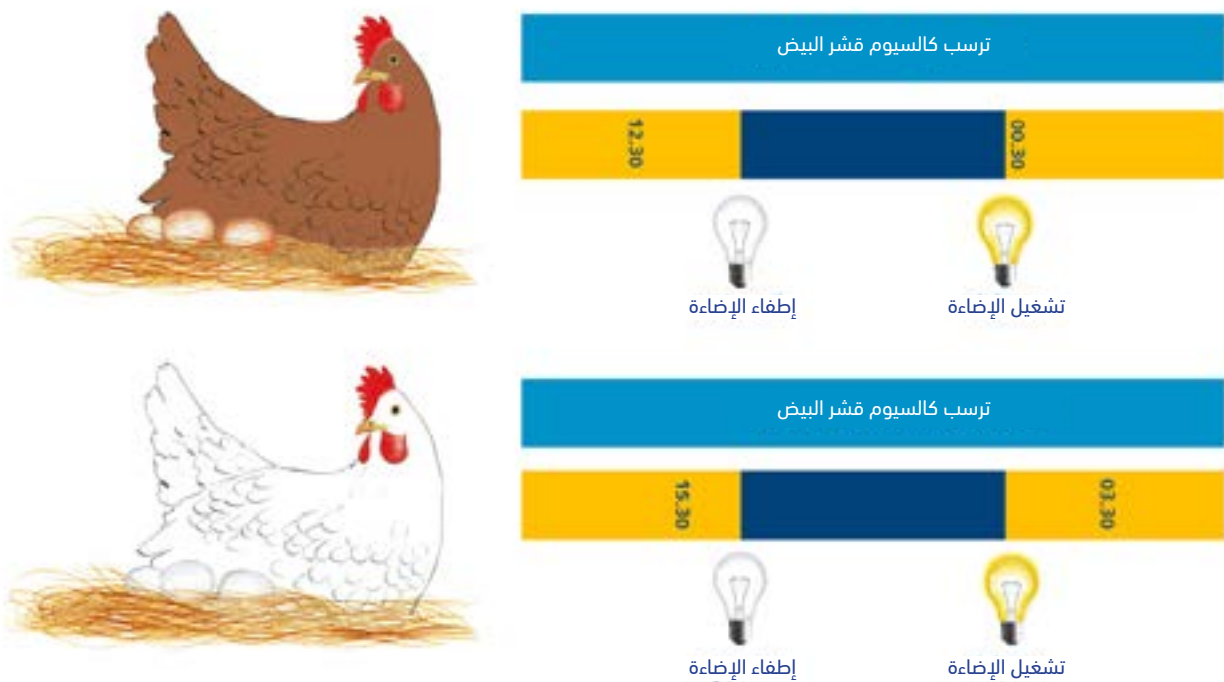 ترسب كالسيوم قشر البيض
12.30
00.30
إطفاء الإضاءة
تشغيل الإضاءة
ترسب كالسيوم قشر البيض
15.30
03.30
إطفاء الإضاءة
تشغيل الإضاءة